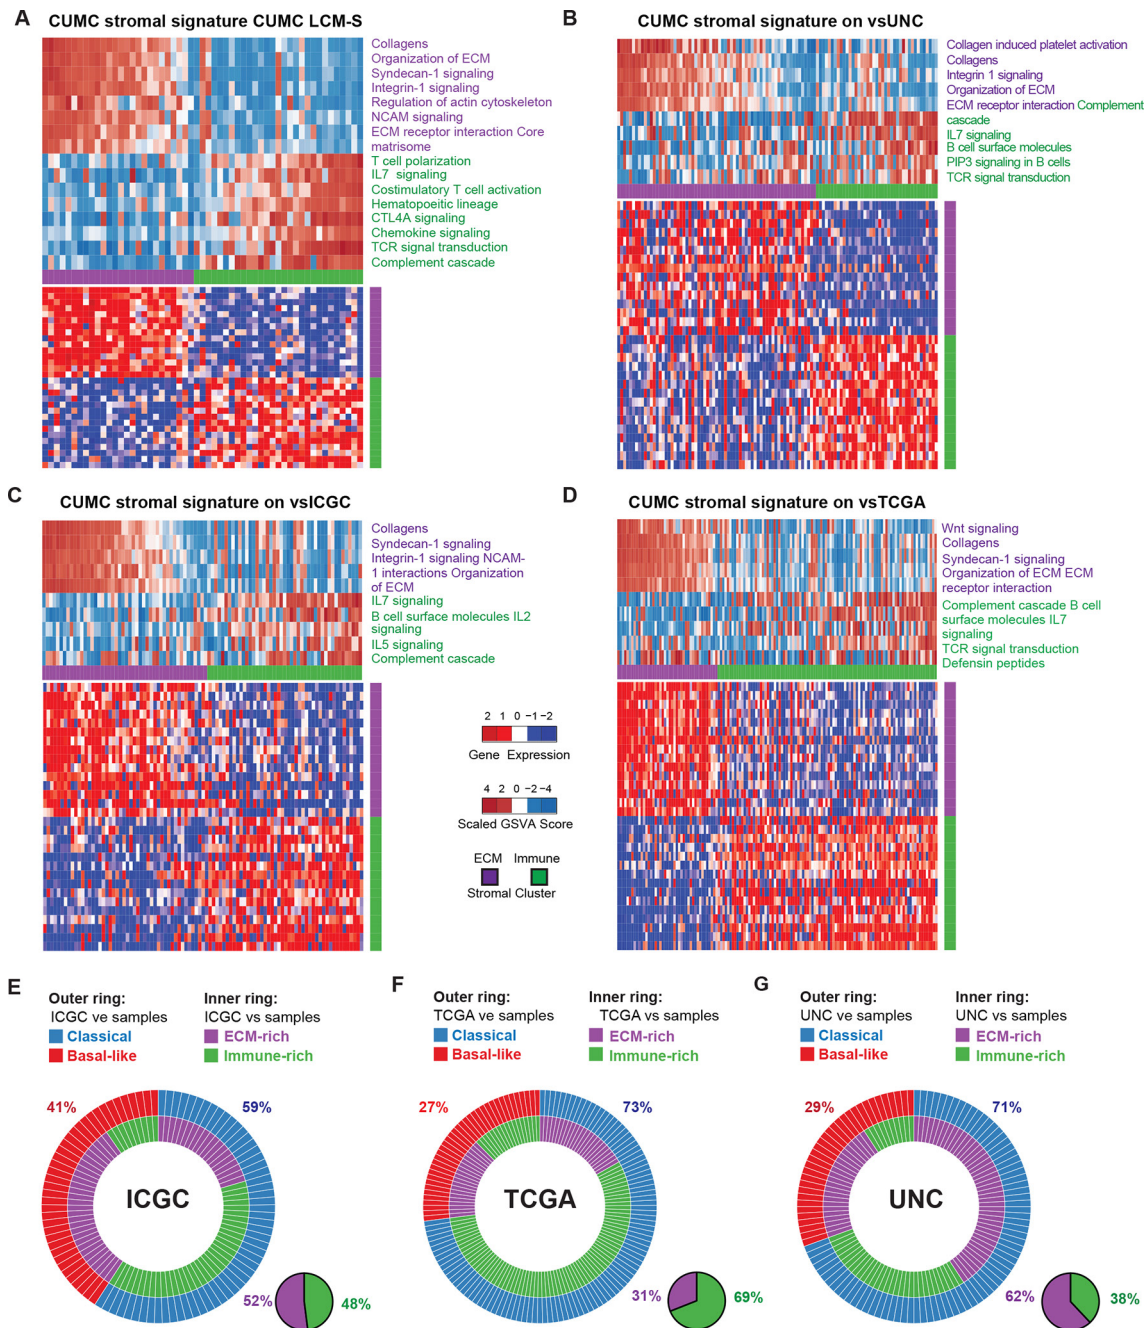 A
CUMC stromal signature CUMC LCM-S
Collagens
Organization of ECM
Syndecan-1 signaling
Integrin-1 signaling
Regulation of actin cytoskeleton
NCAM signaling
ECM receptor interaction Core
matrisome
T cell polarization
IL7 signaling
Costimulatory T cell activation
Hematopoeitic lineage
CTL4A signaling
Chemokine signaling
TCR signal transduction
Complement cascade
B
CUMC stromal signature on vsUNC
Collagen induced platelet activation
Collagens
Integrin 1 signaling
Organization of ECM
ECM receptor interaction Complement
cascade
IL7 signaling
B cell surface molecules
PIP3 signaling in B cells
TCR signal transduction
C
CUMC stromal signature on vsICGC
Collagens
Syndecan-1 sgnaling
Integrin-1 signaling NCAM-
1 interactions Organization
of ECM
IL7 signaling
B cell surface molecules IL2
signaling
IL5 signaling
Complement cascade
2 1 0 −1 −2
Gene Expression
4 2 0 −2 −4
Scaled GSVA Score
ECM Immune
Stromal Cluster
D
CUMC stromal signature on vsTCGA
Wnt signaling
Collagens
Syndecan-1 signaling
Organization of ECM ECM
receptor interaction
Complement cascade B cell
surface molecules IL7
signaling
TCR signal transduction
Defensin peptides
E
Outer ring:
ICGC ve samples
Classical
Basal-like
Inner ring:
ICGC vs samples
ECM-rich
Immune-rich
41%
59%
ICGC
52%
48%
F
Outer ring:
TCGA ve samples
Classical
Basal-like
Inner ring:
TCGA vs samples
ECM-rich
Immune-rich
27%
73%
TCGA
31%
69%
G
Outer ring:
UNC ve samples
Classical
Basal-like
Inner ring:
UNC vs samples
ECM-rich
Immune-rich
29%
71%
UNC
62%
38%